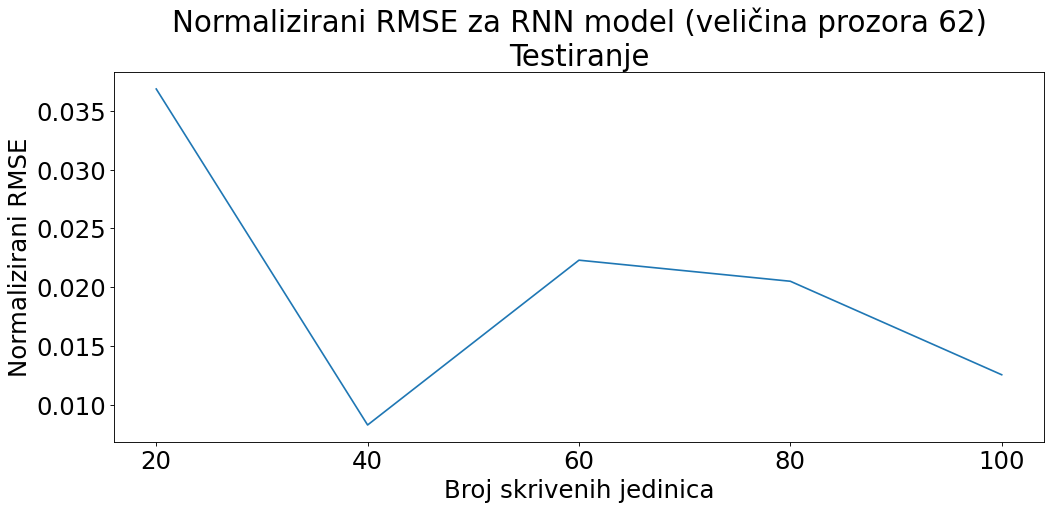 Normalizirani RMSE za RNN model (veličina prozora 62)
Testiranje
Normalizirani RMSE
0.035
0.030
0.025
0.020
0.015
0.010
20 40 60 80 100
Broj skrivenih jedinica